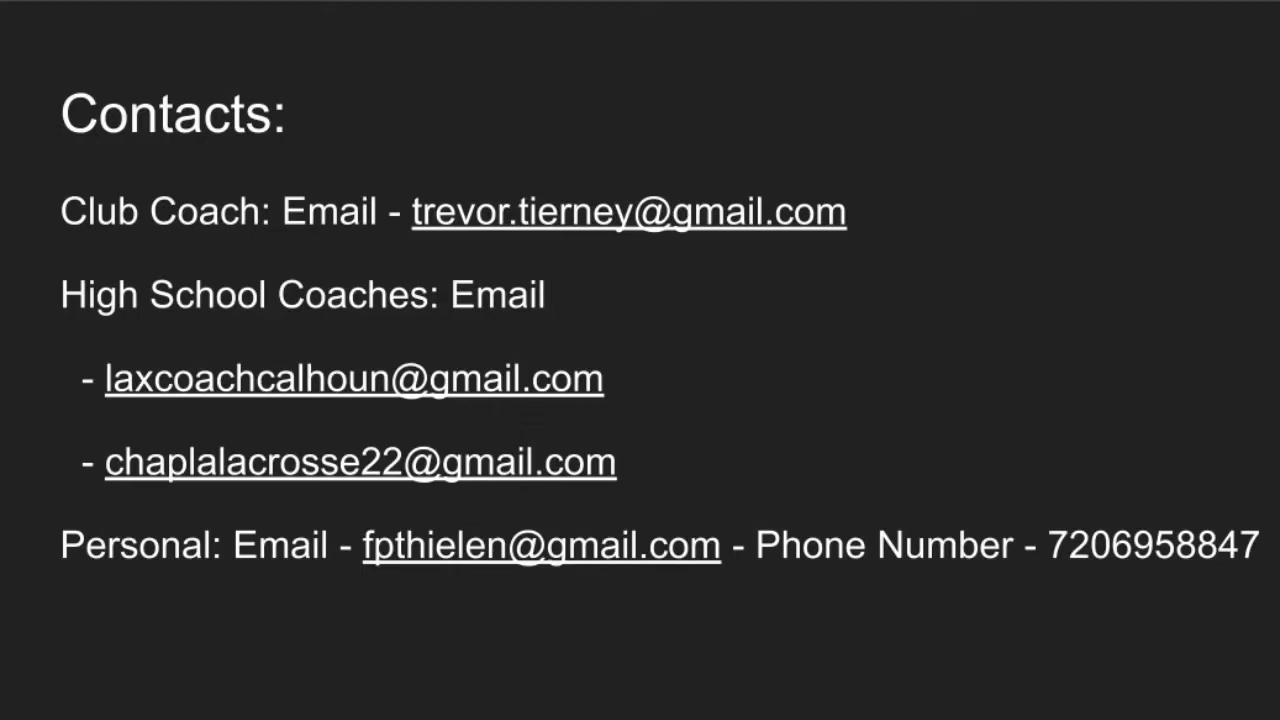 Contacts:
Club Coach: Email - trevor.tierney@gmail.com
High School Coaches: Email
- laxcoachcalhoun@gmail.com
- chaplalacrosse22@gmail.com
Personal: Email - fpthielen@gmail.com - Phone Number - 7206958847